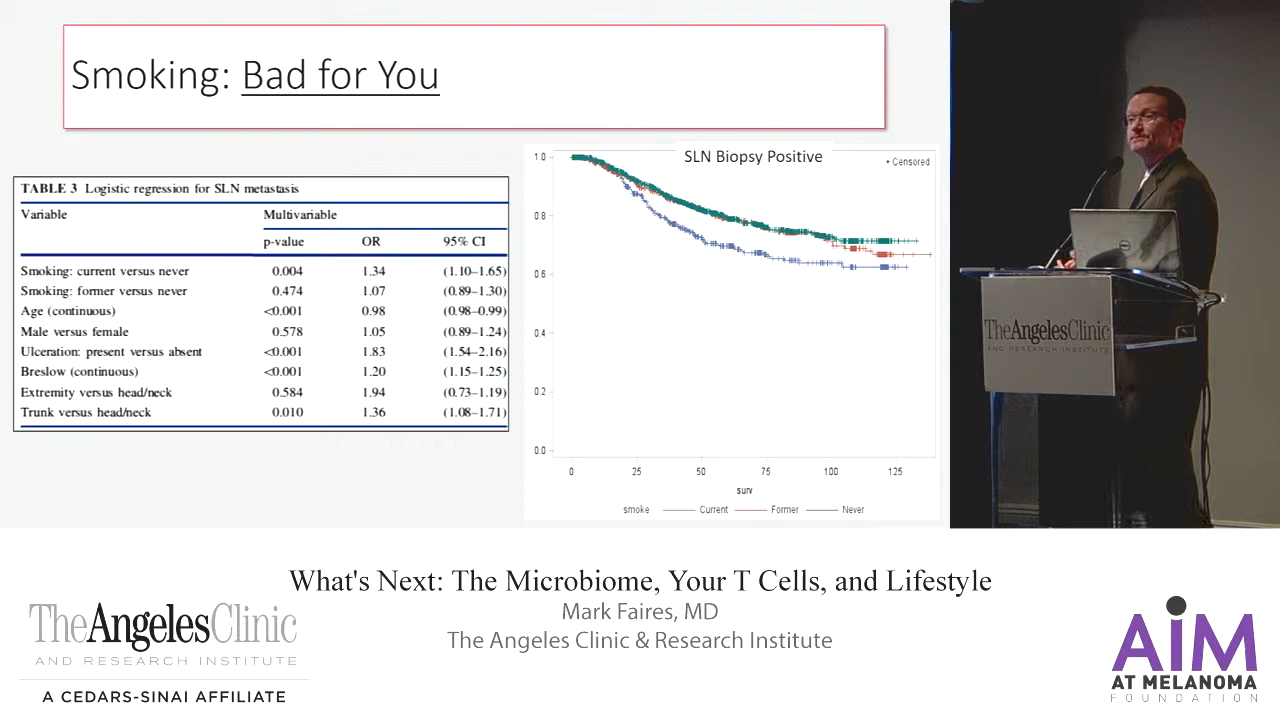 Smoking: Bad for You
TABLE 3 Logistic regression for SLN metastasis
Variable Multivariable
p-value OR 95% CI
Smoking: current versus never 0.004 1.34 (1.10–1.65)
Smoking: former versus never 0.474 1.07 (0.89–1.30)
Age (continuous) <0.001 0.98 (0.98–0.99)
Male versus female 0.578 1.05 (0.89–1.24)
Ulceration: present versus absent <0.001 1.83 (1.54–2.16)
Breslow (continuous) <0.001 1.20 (1.15–1.25)
Extremity versus head/neck 0.584 1.94 (0.73–1.19)
Trunk versus head/neck 0.010 1.36 (1.08–1.71)
SLN Biopsy Positive
+ Censored
1.0
0.8
0.6
0.4
0.2
0.0
0 25 50 75 100 125
surv
smoke Current Former Never
DELL
TheAngelesClinic
AND RESEARCH INSTITUTE
What's Next: The Microbiome, Your T Cells, and Lifestyle
Mark Faires, MD
The Angeles Clinic & Research Institute
TheAngelesClinic
AND RESEARCH INSTITUTE
A CEDARS-SINAI AFFILIATE
AiM
AT MELANOMA
FOUNDATION